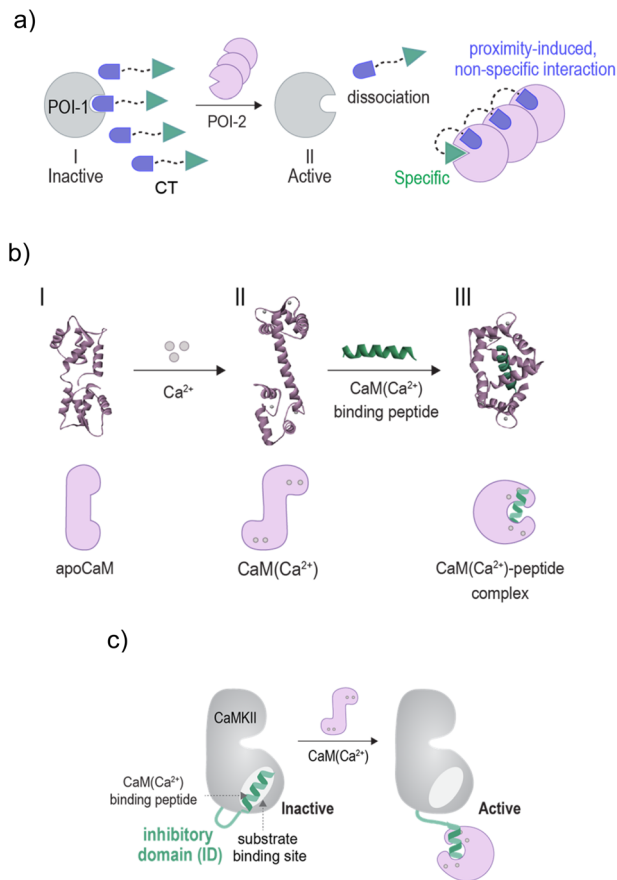 a)
POI-1
I
Inactive
CT
POI-2
II
Active
dissociation
proximity-induced,
non-specific interaction
Specific
b)
I
II
III
Ca²⁺
CaM(Ca²⁺)
binding peptide
apoCaM
CaM(Ca²⁺)
CaM(Ca²⁺)-peptide
complex
c)
CaMKII
CaM(Ca²⁺)
CaM(Ca²⁺)
binding peptide
Inactive
Active
inhibitory
domain (ID)
substrate
binding site